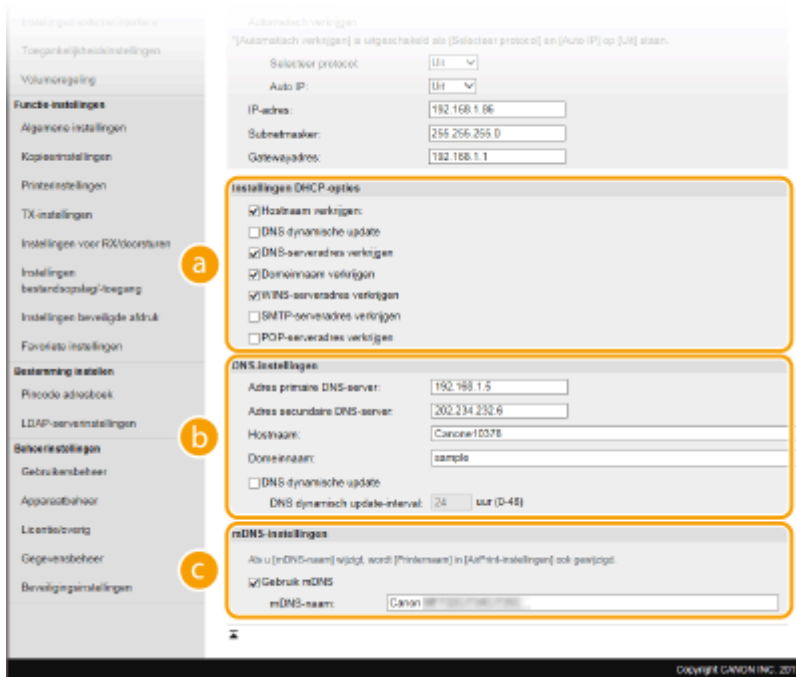 Instellingen externe interface
Toegankelijkheidsinstellingen
Volumeregeling
Functie-instellingen
Algemene instellingen
Kopieerinstellingen
Printerinstellingen
TX-instellingen
Instellingen voor RX/doorsturen
Instellingen
bestandsopslag/-toegang
Instellingen beveiligde afdruk
Favoriete instellingen
Bestemming instellen
Pincode adresboek
LDAP-serverinstellingen
Beheerinstellingen
Gebruikersbeheer
Apparaatbeheer
Licentie/overig
Gegevensbeheer
Beveiligingsinstellingen
Automatisch verkrijgen
"[Automatisch verkrijgen] is uitgeschakeld als [Selecteer protocol] en [Auto IP] op [Uit] staan.
Selecteer protocol: Uit
Auto IP: Uit
IP-adres: 192.168.1.86
Subnetmasker: 255.255.255.0
Gatewayadres: 192.168.1.1
a
Instellingen DHCP-opties
Hostnaam verkrijgen:
DNS dynamische update
DNS-serveradres verkrijgen
Domeinnaam verkrijgen
WINS-serveradres verkrijgen
SMTP-serveradres verkrijgen
POP-serveradres verkrijgen
b
DNS-instellingen
Adres primaire DNS-server: 192.168.1.5
Adres secundaire DNS-server: 202.234.232.6
Hostnaam: Canone10378
Domeinnaam: sample
DNS dynamische update
DNS dynamisch update-interval: 24 uur (0-48)
c
mDNS-instellingen
Als u [mDNS-naam] wijzigt, wordt [Printernaam] in [AirPrint-instellingen] ook gewijzigd.
Gebruik mDNS
mDNS-naam: Canon
Copyright CANON INC. 201